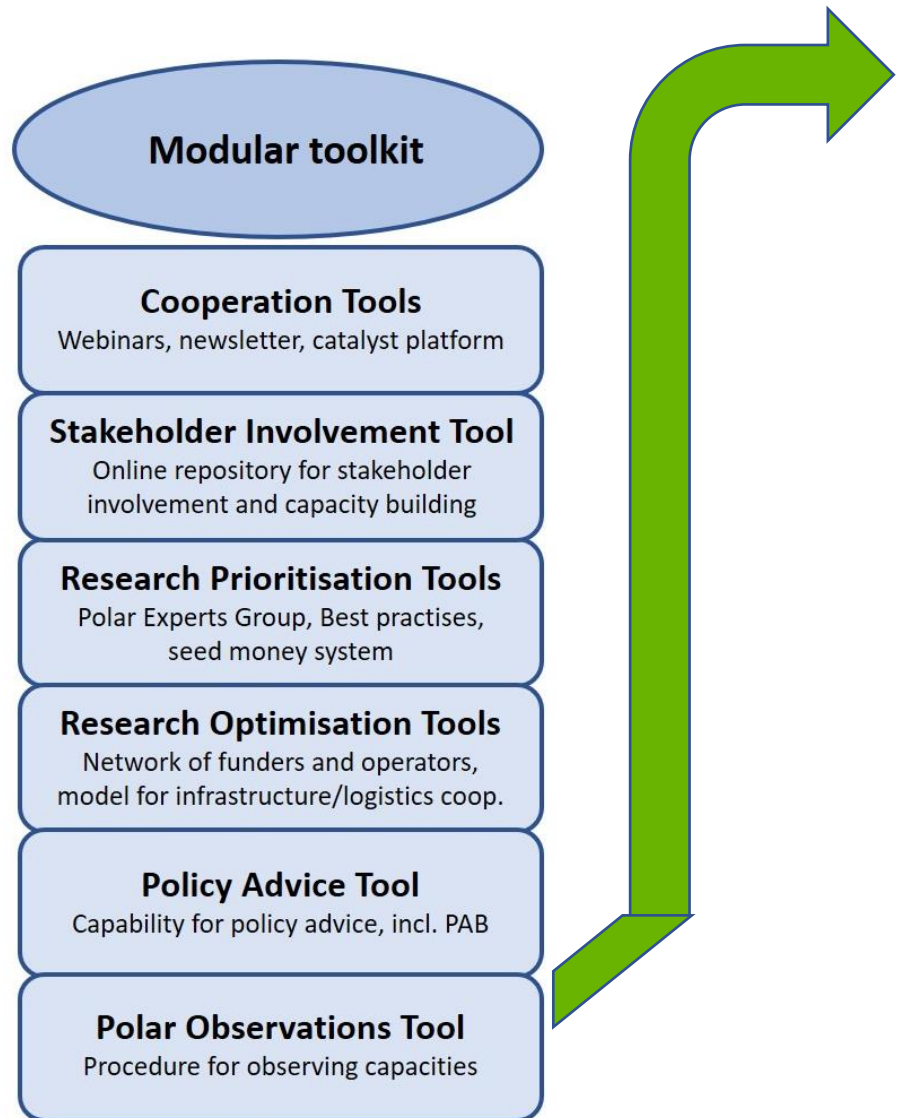 Modular toolkit
Cooperation Tools
Webinars, newsletter, catalyst platform
Stakeholder Involvement Tool
Online repository for stakeholder
involvement and capacity building
Research Prioritisation Tools
Polar Experts Group, Best practises,
seed money system
Research Optimisation Tools
Network of funders and operators,
model for infrastructure/logistics coop.
Policy Advice Tool
Capability for policy advice, incl. PAB
Polar Observations Tool
Procedure for observing capacities